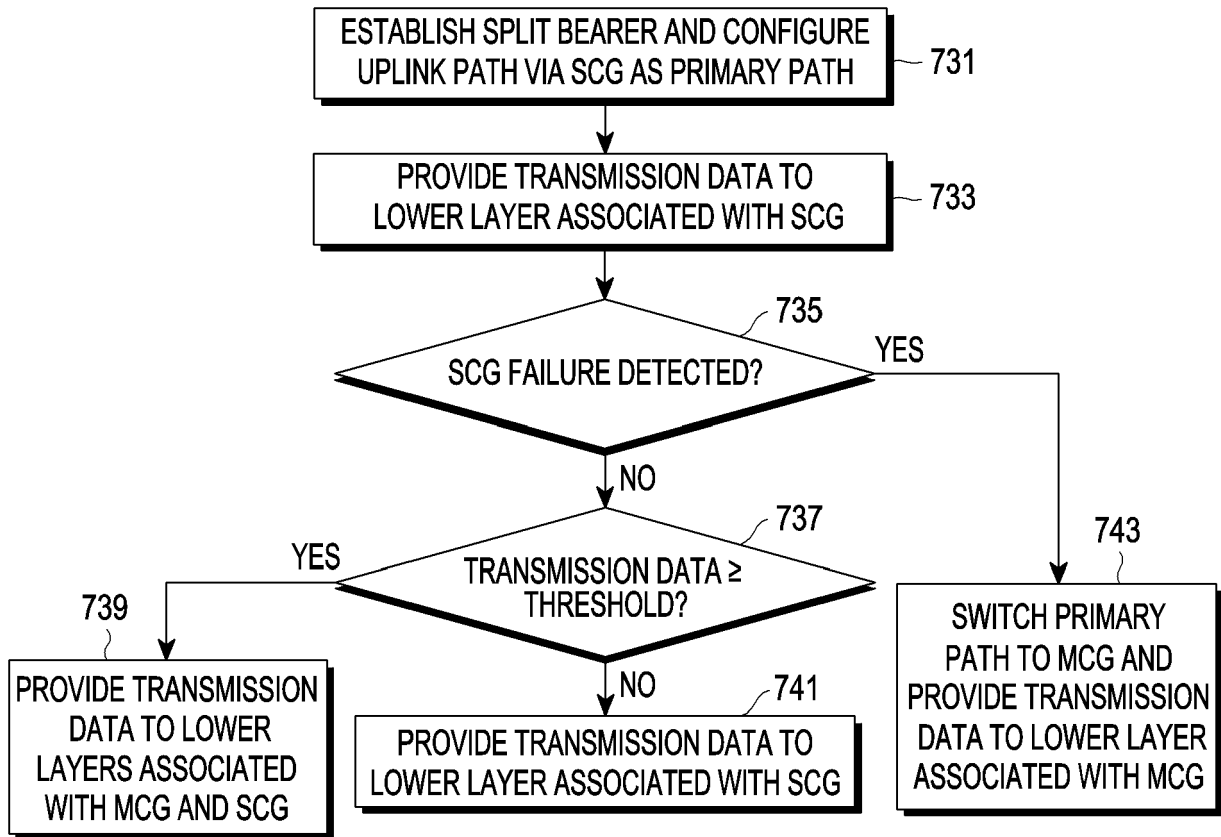 ESTABLISH SPLIT BEARER AND CONFIGURE
UPLINK PATH VIA SCG AS PRIMARY PATH
731
PROVIDE TRANSMISSION DATA TO
LOWER LAYER ASSOCIATED WITH SCG
733
735
SCG FAILURE DETECTED?
YES
NO
737
YES
TRANSMISSION DATA ≥
THRESHOLD?
743
SWITCH PRIMARY
PATH TO MCG AND
PROVIDE TRANSMISSION
DATA TO LOWER LAYER
ASSOCIATED WITH MCG
739
PROVIDE TRANSMISSION
DATA TO LOWER
LAYERS ASSOCIATED
WITH MCG AND SCG
NO
741
PROVIDE TRANSMISSION DATA TO
LOWER LAYER ASSOCIATED WITH SCG